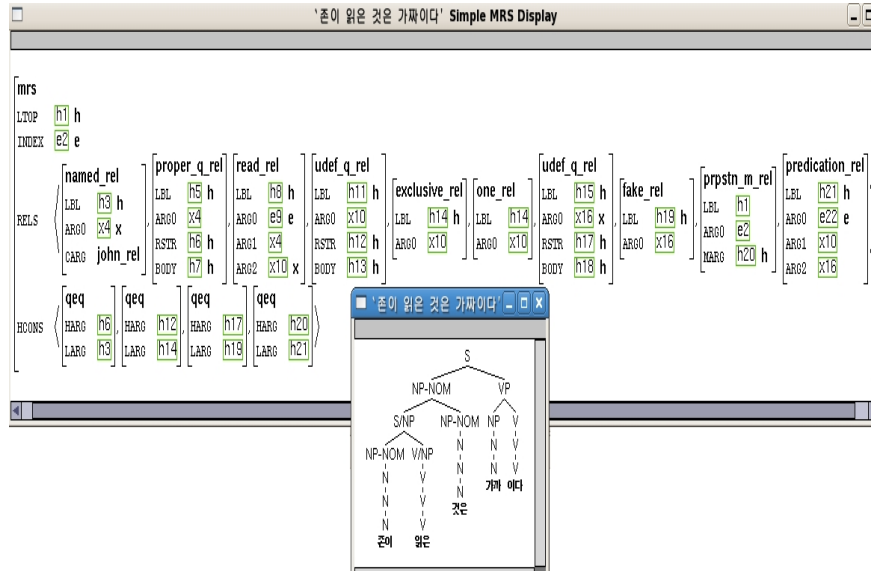 '존이 읽은 것은 가짜이다' Simple MRS Display
mrs
LTOP h1 h
INDEX e2 e
RELS
named_rel
LBL h3 h
ARG0 x4 x
CARG john_rel
proper_q_rel
LBL h5 h
ARG0 x4
RSTR h6 h
BODY h7 h
read_rel
LBL h8 h
ARG0 e9 e
ARG1 x4
ARG2 x10 x
udef_q_rel
LBL h11 h
ARG0 x10
RSTR h12 h
BODY h13 h
exclusive_rel
LBL h14 h
ARG0 x10
one_rel
LBL h14
ARG0 x10
udef_q_rel
LBL h15 h
ARG0 x16 x
RSTR h17 h
BODY h18 h
fake_rel
LBL h19 h
ARG0 x16
prpstn_m_rel
LBL h1
ARG0 e2
MARG h20 h
predication_rel
LBL h21 h
ARG0 e22 e
ARG1 x10
ARG2 x16
HCONS
qeq
HARG h6
LARG h3
qeq
HARG h12
LARG h14
qeq
HARG h17
LARG h19
qeq
HARG h20
LARG h21
'존이 읽은 것은 가짜이다'
S
NP-NOM VP
S/NP NP-NOM NP V
NP-NOM V/NP N N V
N V N N V
N V N 가짜 이다
N V N
N V 것은
존이 읽은